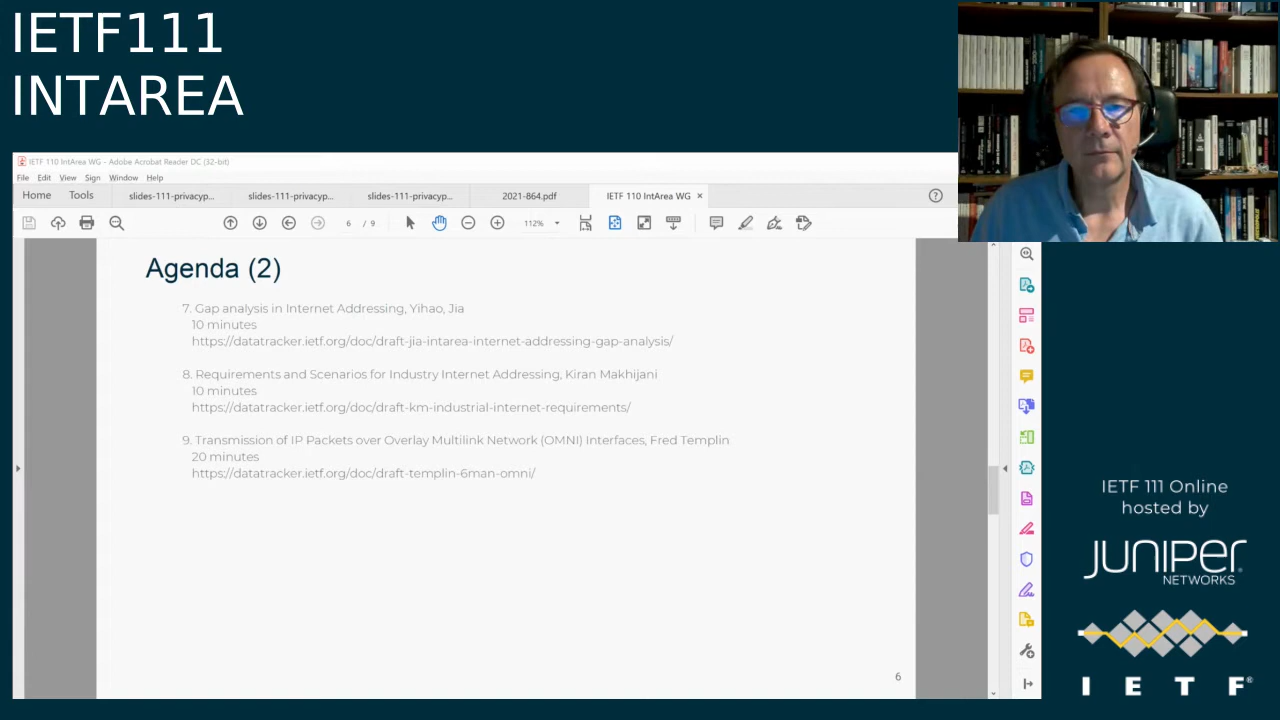 IETF111
INTAREA
IETF 110 IntArea WG - Adobe Acrobat Reader DC (32-bit)
File Edit View Sign Window Help
Home Tools slides-111-privacyp... slides-111-privacyp... slides-111-privacyp... 2021-864.pdf IETF 110 IntArea WG ×
6 / 9 112%
Agenda (2)
7. Gap analysis in Internet Addressing, Yihao, Jia
10 minutes
https://datatracker.ietf.org/doc/draft-jia-intarea-internet-addressing-gap-analysis/
8. Requirements and Scenarios for Industry Internet Addressing, Kiran Makhijani
10 minutes
https://datatracker.ietf.org/doc/draft-km-industrial-internet-requirements/
9. Transmission of IP Packets over Overlay Multilink Network (OMNI) Interfaces, Fred Templin
20 minutes
https://datatracker.ietf.org/doc/draft-templin-6man-omni/
6
IETF 111 Online
hosted by
JUNIPER
NETWORKS
I E T F®